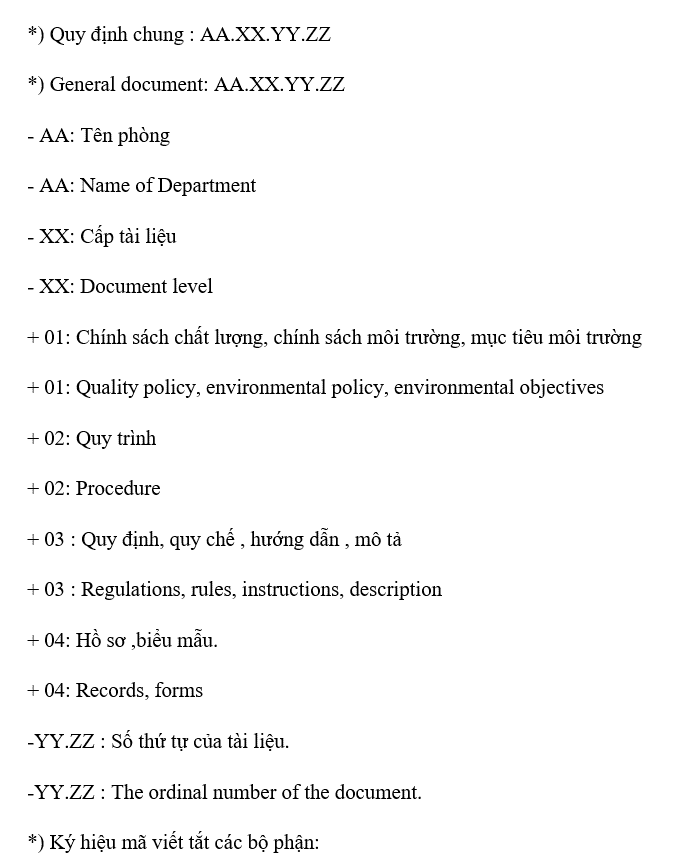 *) Quy định chung : AA.XX.YY.ZZ
*) General document: AA.XX.YY.ZZ
- AA: Tên phòng
- AA: Name of Department
- XX: Cấp tài liệu
- XX: Document level
+ 01: Chính sách chất lượng, chính sách môi trường, mục tiêu môi trường
+ 01: Quality policy, environmental policy, environmental objectives
+ 02: Quy trình
+ 02: Procedure
+ 03 : Quy định, quy chế , hướng dẫn , mô tả
+ 03 : Regulations, rules, instructions, description
+ 04: Hồ sơ ,biểu mẫu.
+ 04: Records, forms
-YY.ZZ : Số thứ tự của tài liệu.
-YY.ZZ : The ordinal number of the document.
*) Ký hiệu mã viết tắt các bộ phận: